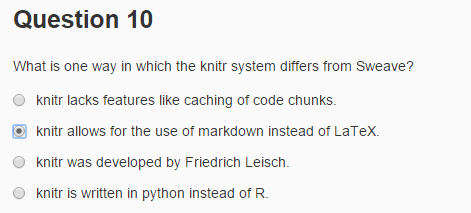 Question 10
What is one way in which the knitr system differs from Sweave?
knitr lacks features like caching of code chunks.
knitr allows for the use of markdown instead of LaTeX.
knitr was developed by Friedrich Leisch.
knitr is written in python instead of R.